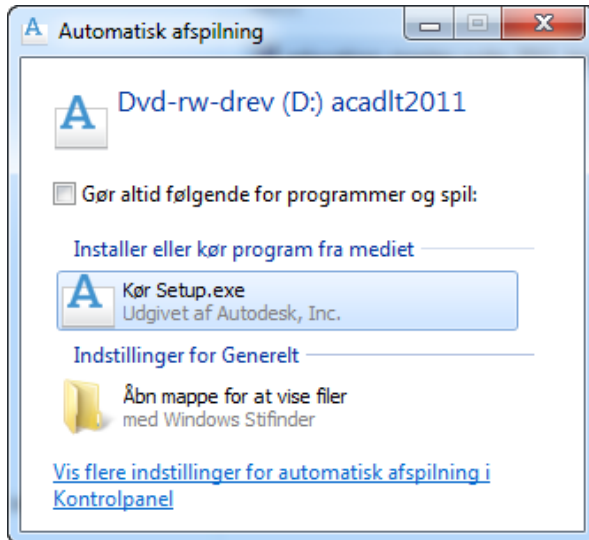 Automatisk afspilning
Dvd-rw-drev (D:) acadlt2011
Gør altid følgende for programmer og spil:
Installer eller kør program fra mediet
Kør Setup.exe
Udgivet af Autodesk, Inc.
Indstillinger for Generelt
Åbn mappe for at vise filer
med Windows Stifinder
Vis flere indstillinger for automatisk afspilning i
Kontrolpanel